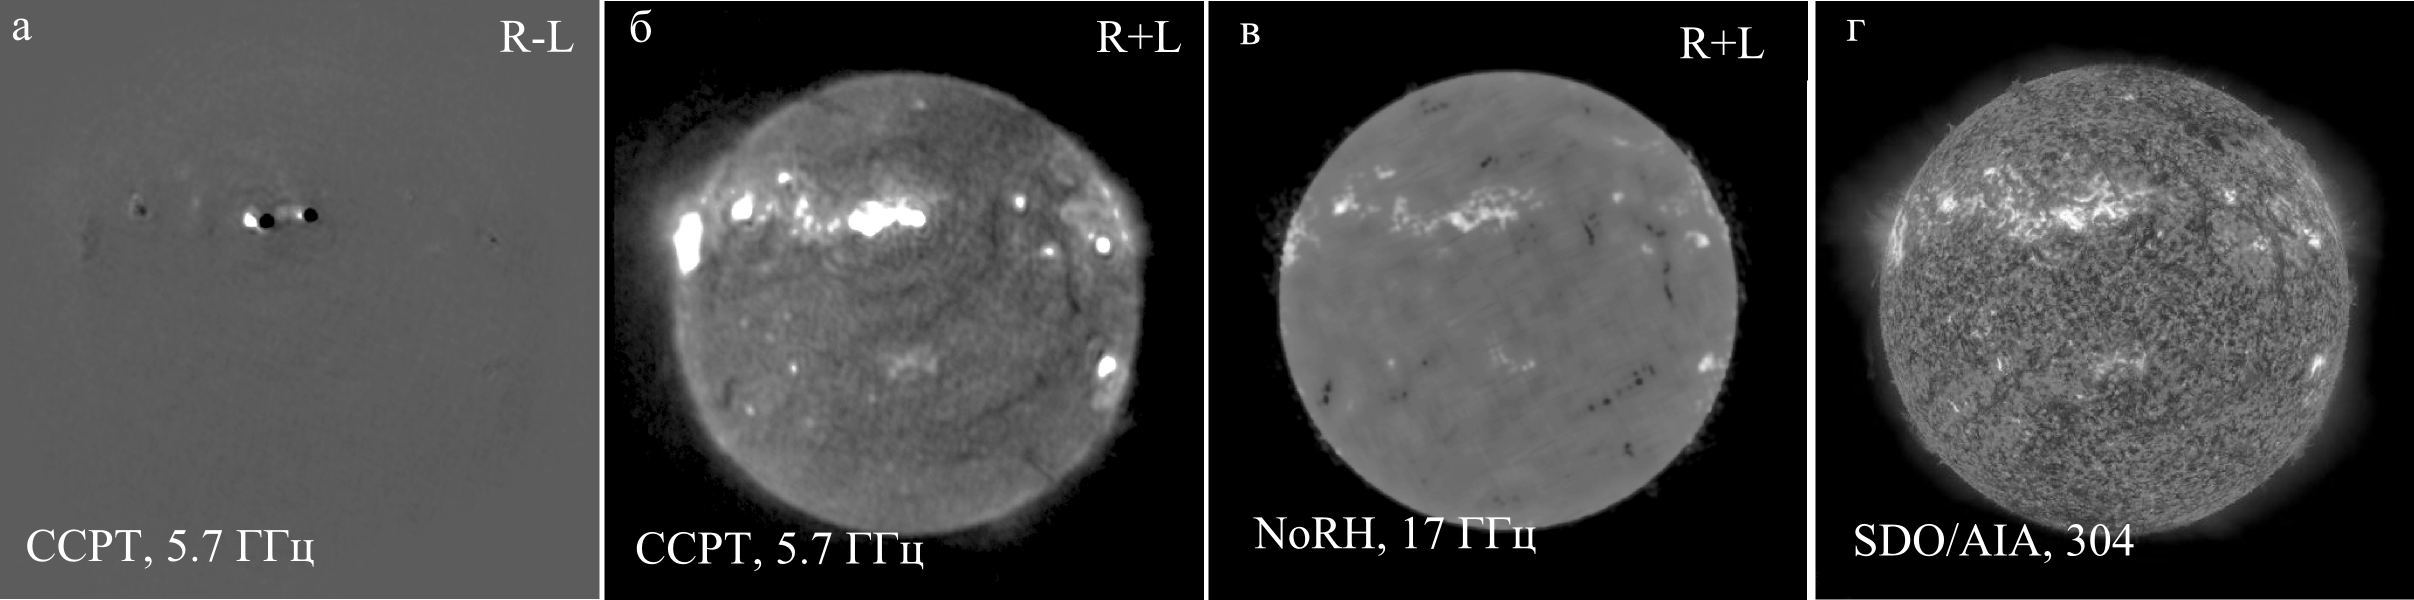 а
R-L
ССРТ, 5.7 ГГц
б
R+L
ССРТ, 5.7 ГГц
в
R+L
NoRH, 17 ГГц
г
SDO/AIA, 304